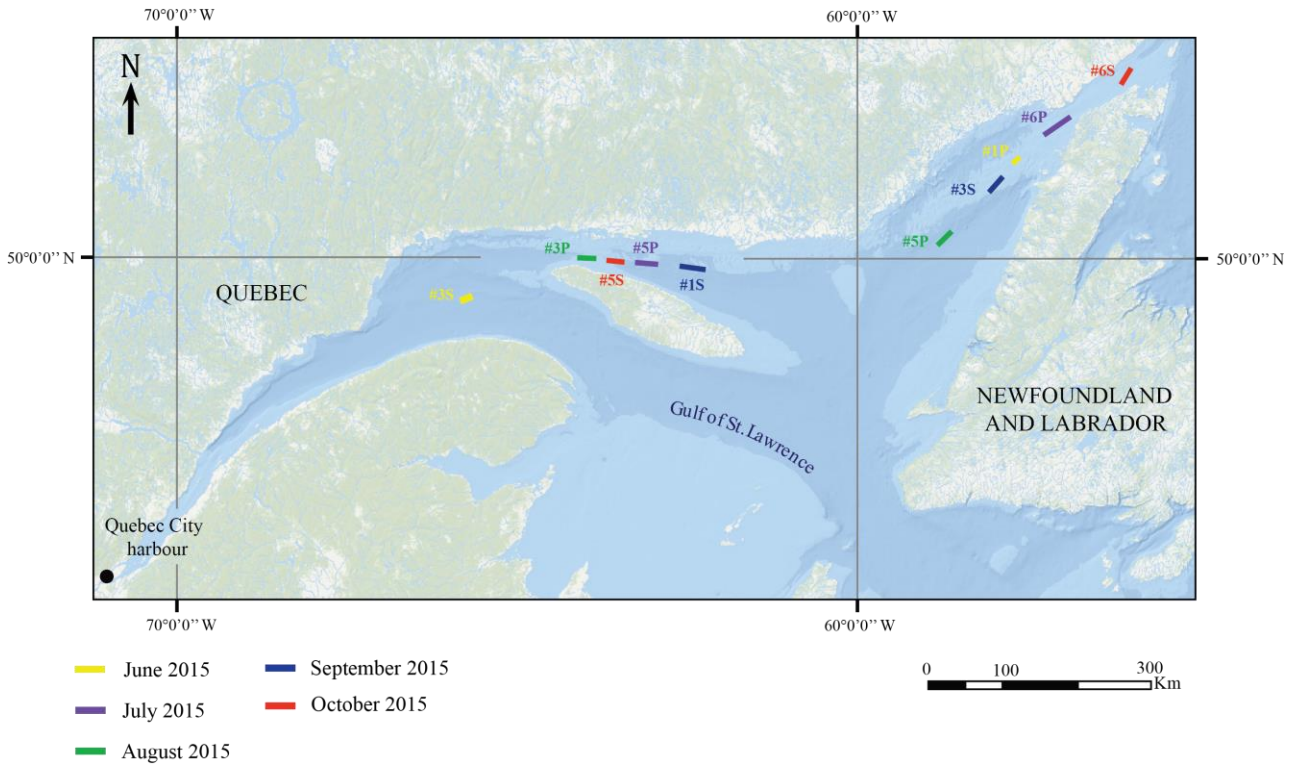 70°0'0'' W
60°0'0'' W
N
#6S
#6P
#1P
#3S
#5P
#3P
#5P
#5S
#1S
50°0'0'' N
50°0'0'' N
QUEBEC
#3S
NEWFOUNDLAND
AND LABRADOR
Gulf of St. Lawrence
Quebec City
harbour
70°0'0'' W
60°0'0'' W
June 2015
September 2015
July 2015
October 2015
August 2015
0 100 300
Km